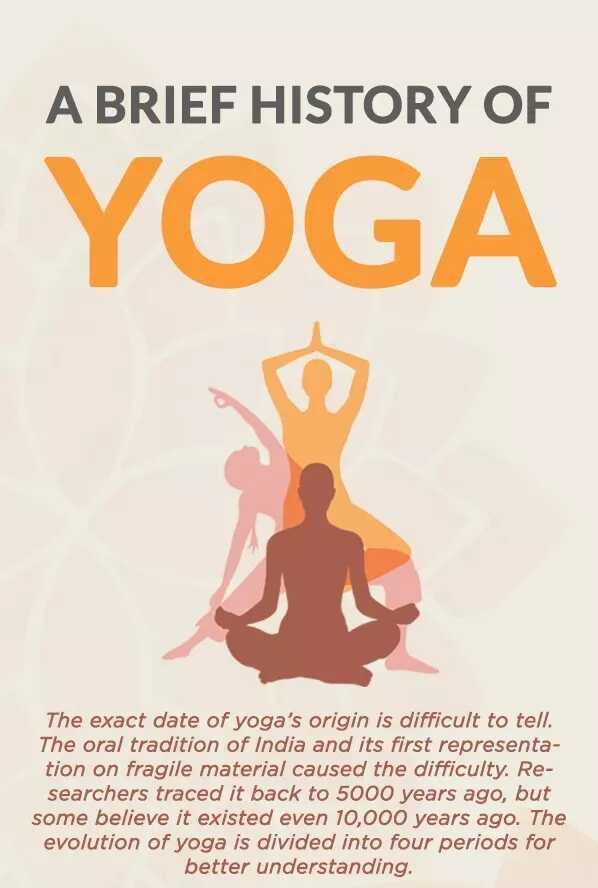 A BRIEF HISTORY OF
YOGA
The exact date of yoga's origin is difficult to tell.
The oral tradition of India and its first representa-
tion on fragile material caused the difficulty. Re-
searchers traced it back to 5000 years ago, but
some believe it existed even 10,000 years ago. The
evolution of yoga is divided into four periods for
better understanding.